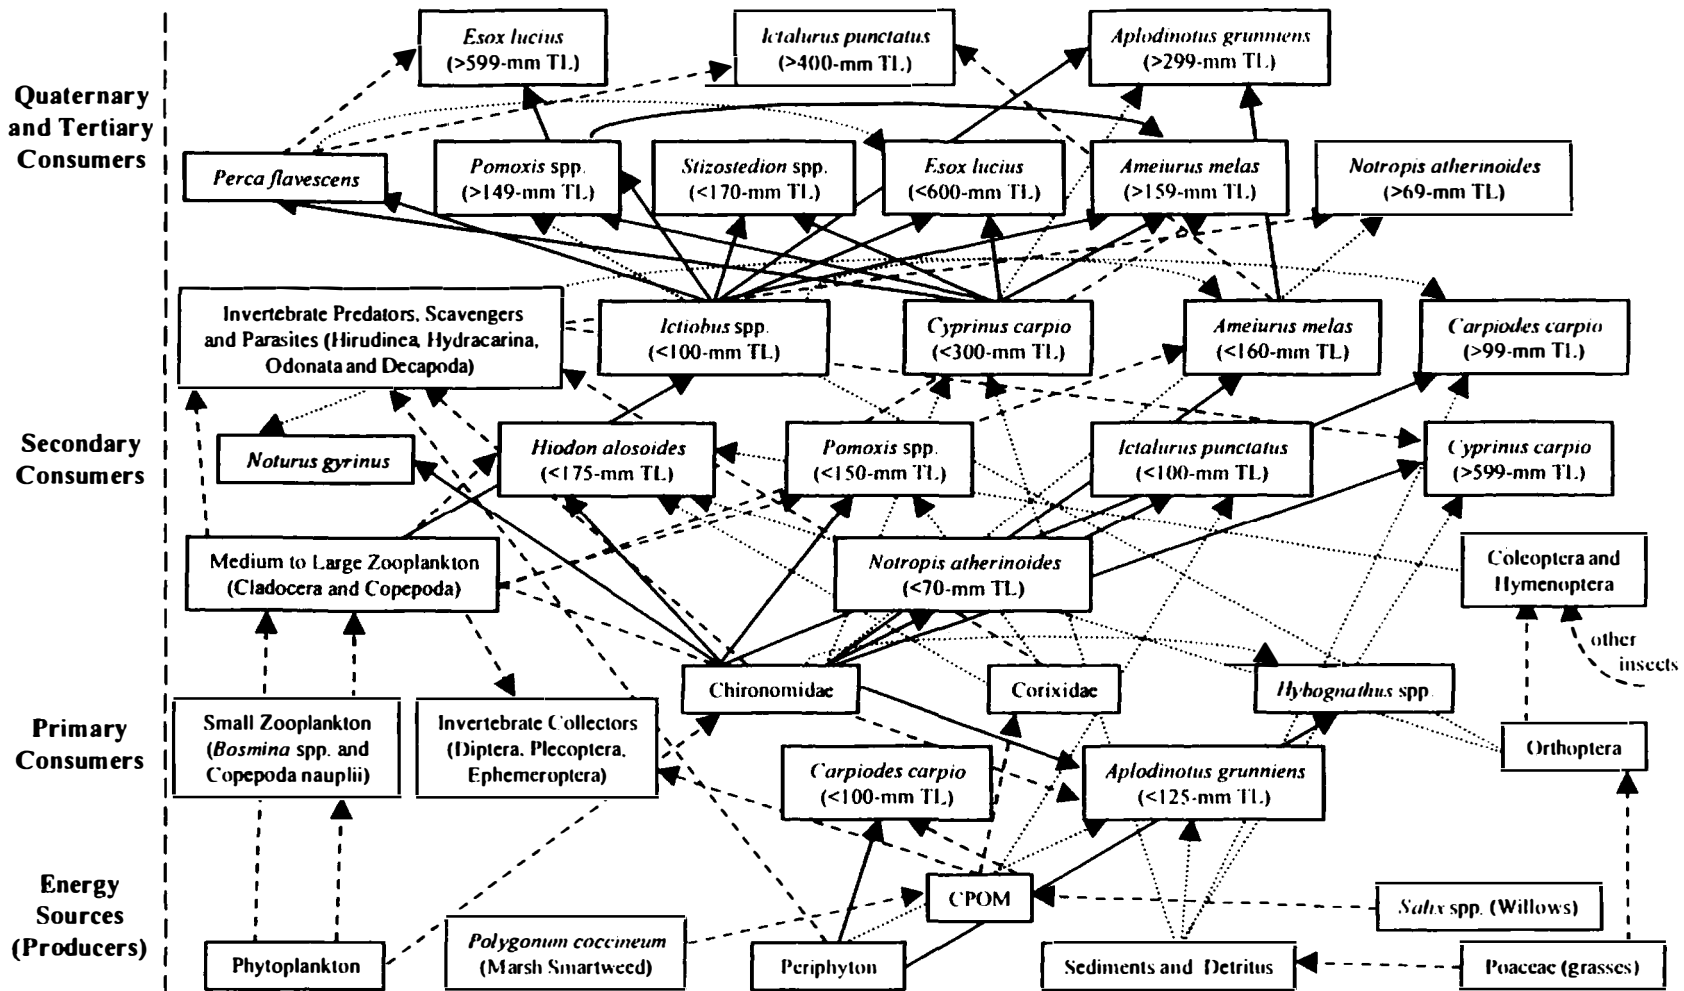 Esox lucius
(>599-mm TL)
Ictalurus punctatus
(>400-mm TL)
Aplodinotus grunniens
(>299-mm TL)
Quaternary
and Tertiary
Consumers
Perca flavescens
Pomoxis spp.
(>149-mm TL)
Stizostedion spp.
(<170-mm TL)
Esox lucius
(<600-mm TL)
Ameiurus melas
(>159-mm TL)
Notropis atherinoides
(>69-mm TL)
Invertebrate Predators, Scavengers
and Parasites (Hirudinea, Hydracarina,
Odonata and Decapoda)
Ictiobus spp.
(<100-mm TL)
Cyprinus carpio
(<300-mm TL)
Ameiurus melas
(<160-mm TL)
Carpiodes carpio
(>99-mm TL)
Secondary
Consumers
Noturus gyrinus
Hiodon alosoides
(<175-mm TL)
Pomoxis spp.
(<150-mm TL)
Ictalurus punctatus
(<100-mm TL)
Cyprinus carpio
(>599-mm TL)
Medium to Large Zooplankton
(Cladocera and Copepoda)
Notropis atherinoides
(<70-mm TL)
Coleoptera and
Hymenoptera
other
insects
Primary
Consumers
Small Zooplankton
(Bosmina spp. and
Copepoda nauplii)
Invertebrate Collectors
(Diptera, Plecoptera,
Ephemeroptera)
Chironomidae
Corixidae
Hybognathus spp.
Orthoptera
Carpiodes carpio
(<100-mm TL)
Aplodinotus grunniens
(<125-mm TL)
Energy
Sources
(Producers)
Phytoplankton
Polygonum coccineum
(Marsh Smartweed)
Periphyton
CPOM
Sediments and Detritus
Salix spp. (Willows)
Poaceae (grasses)